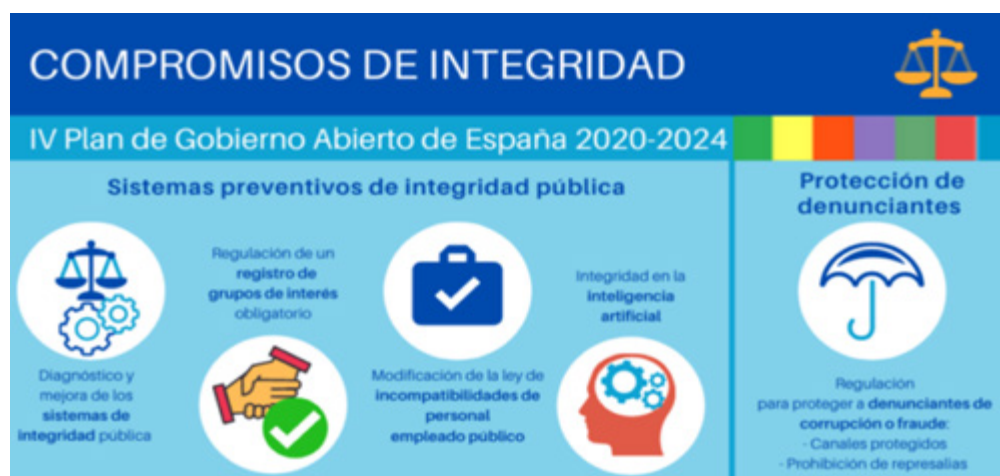 COMPROMISOS DE INTEGRIDAD
IV Plan de Gobierno Abierto de España 2020-2024
Sistemas preventivos de integridad pública
Diagnóstico y
mejora de los
sistemas de
integridad pública
Regulación de un
registro de
grupos de interés
obligatorio
Modificación de la ley de
incompatibilidades de
personal
empleado público
Integridad en la
inteligencia
artificial
Protección de
denunciantes
Regulación
para proteger a denunciantes de
corrupción o fraude:
- Canales protegidos
- Prohibición de represalias